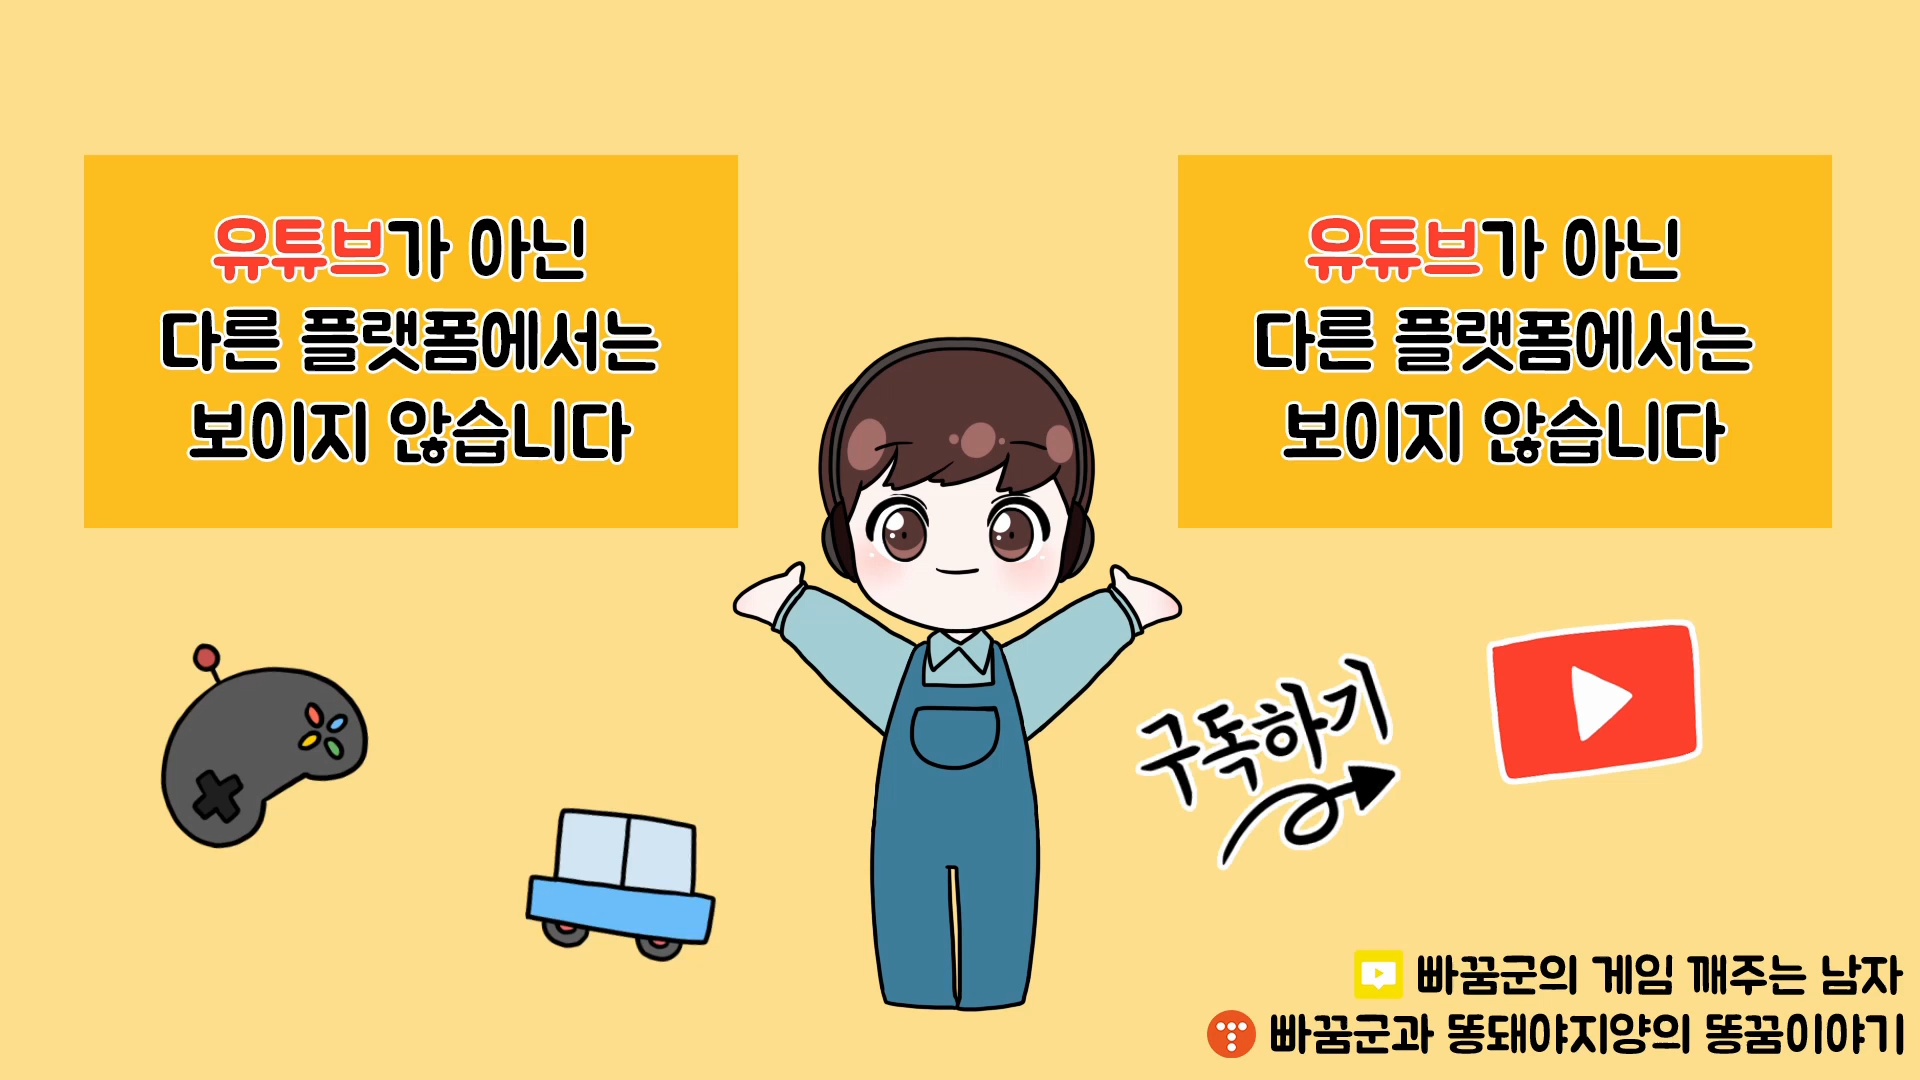 유튜브가 아닌
다른 플랫폼에서는
보이지 않습니다
유튜브가 아닌
다른 플랫폼에서는
보이지 않습니다
구독하기
빠꿈군의 게임 깨주는 남자
빠꿈군과 똥돼야지양의 똥꿈이야기